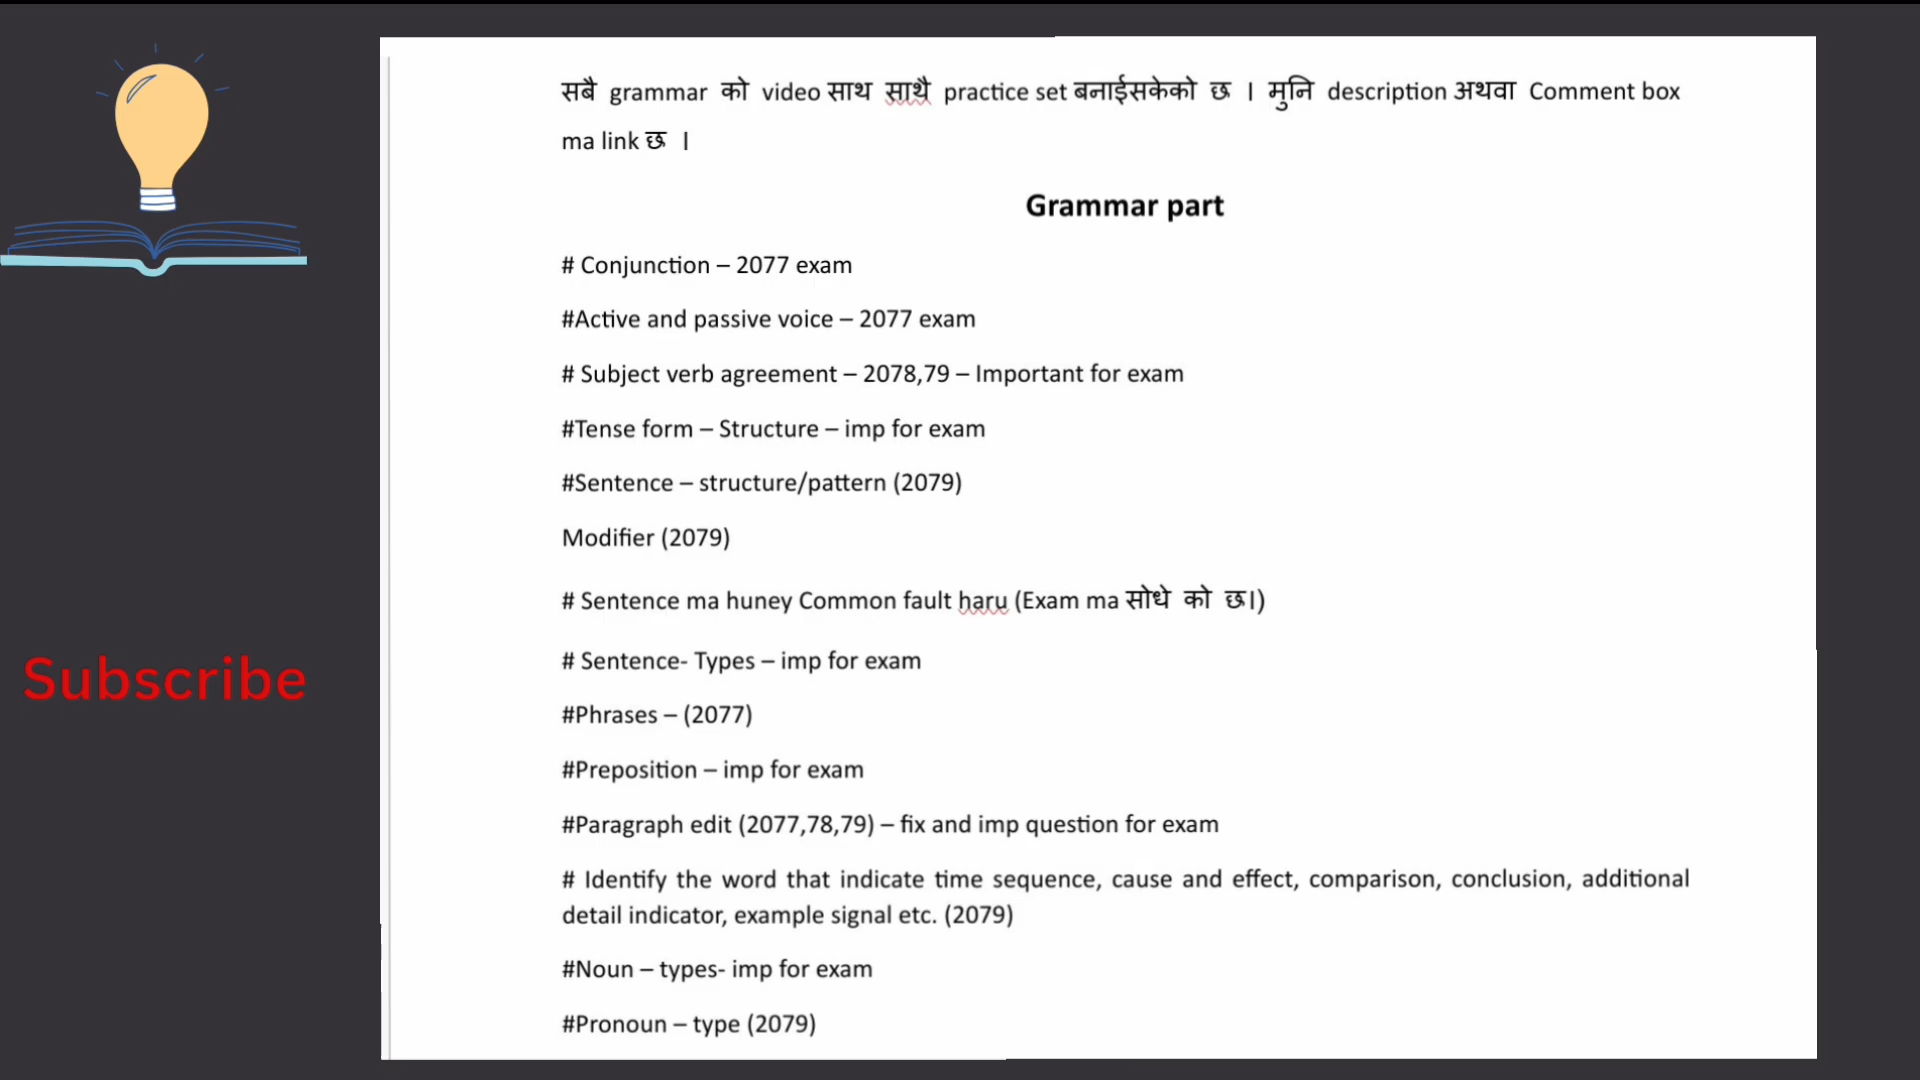 सबै grammar को video साथ साथै practice set बनाईसकेको छ । मुनि description अथवा Comment box
ma link छ ।
Grammar part
# Conjunction – 2077 exam
#Active and passive voice – 2077 exam
# Subject verb agreement – 2078,79 – Important for exam
#Tense form – Structure – imp for exam
#Sentence – structure/pattern (2079)
Modifier (2079)
# Sentence ma huney Common fault haru (Exam ma सोधे को छ।)
# Sentence- Types – imp for exam
#Phrases – (2077)
Subscribe
#Preposition – imp for exam
#Paragraph edit (2077,78,79) – fix and imp question for exam
# Identify the word that indicate time sequence, cause and effect, comparison, conclusion, additional
detail indicator, example signal etc. (2079)
#Noun – types- imp for exam
#Pronoun – type (2079)